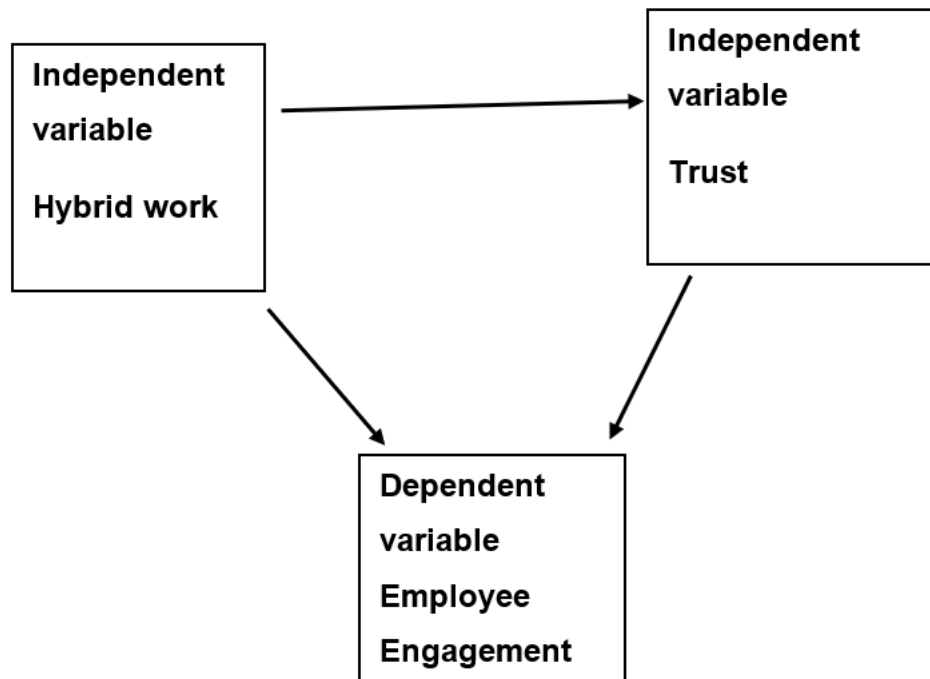 Independent
variable
Hybrid work
Independent
variable
Trust
Dependent
variable
Employee
Engagement